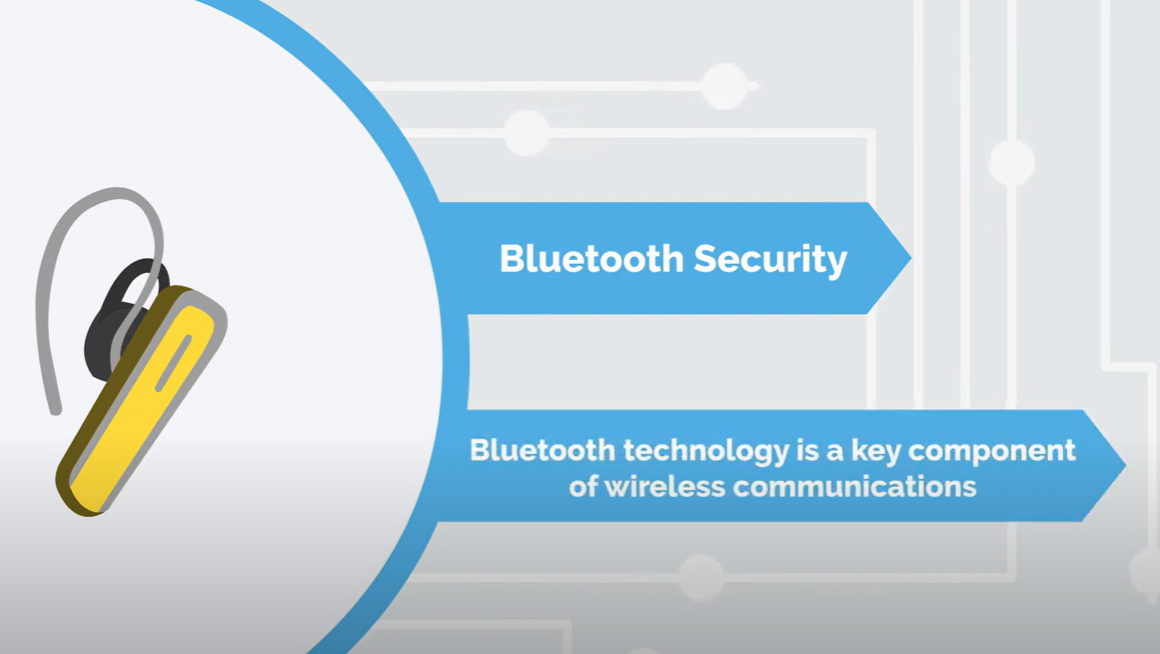 Bluetooth Security
Bluetooth technology is a key component
of wireless communications